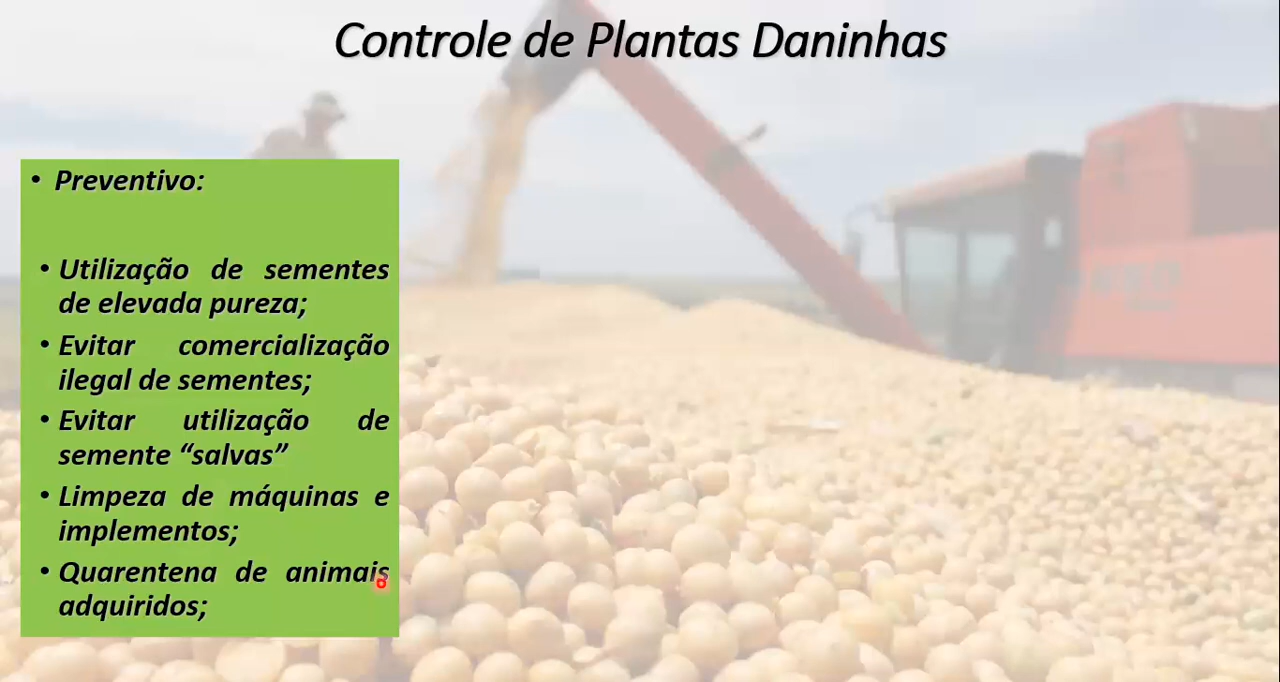 Controle de Plantas Daninhas
• Preventivo:
• Utilização de sementes
de elevada pureza;
• Evitar comercialização
ilegal de sementes;
• Evitar utilização de
semente “salvas”
• Limpeza de máquinas e
implementos;
• Quarentena de animais
adquiridos;